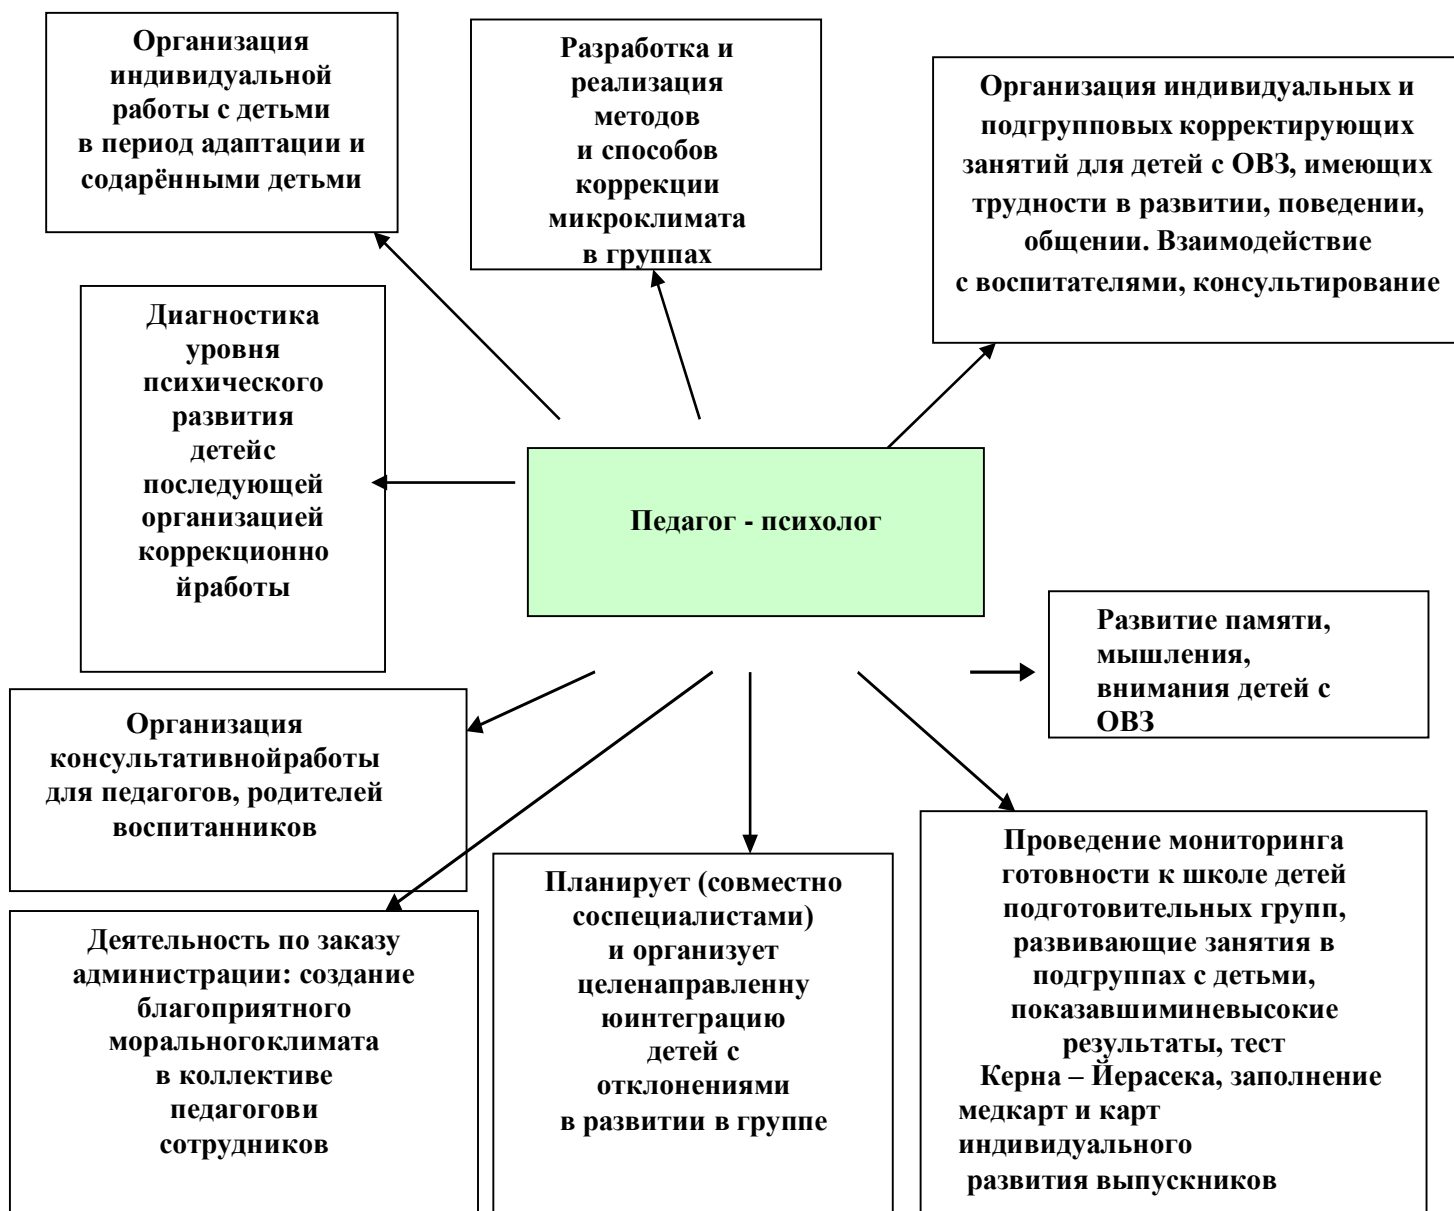 Организация
индивидуальной
работы с детьми
в период адаптации и
содарёнными детьми
Разработка и
реализация
методов
и способов
коррекции
микроклимата
в группах
Организация индивидуальных и
подгрупповых корректирующих
занятий для детей с ОВЗ, имеющих
трудности в развитии, поведении,
общении. Взаимодействие
с воспитателями, консультирование
Диагностика
уровня
психического
развития
детейс
последующей
организацией
коррекционно
йработы
Педагог - психолог
Развитие памяти,
мышления,
внимания детей с
ОВЗ
Организация
консультативнойработы
для педагогов, родителей
воспитанников
Деятельность по заказу
администрации: создание
благоприятного
моральногоклимата
в коллективе
педагогови
сотрудников
Планирует (совместно
соспециалистами)
и организует
целенаправленну
юинтеграцию
детей с
отклонениями
в развитии в группе
Проведение мониторинга
готовности к школе детей
подготовительных групп,
развивающие занятия в
подгруппах с детьми,
показавшиминевысокие
результаты, тест
Керна – Йерасека, заполнение
медкарт и карт
индивидуального
развития выпускников